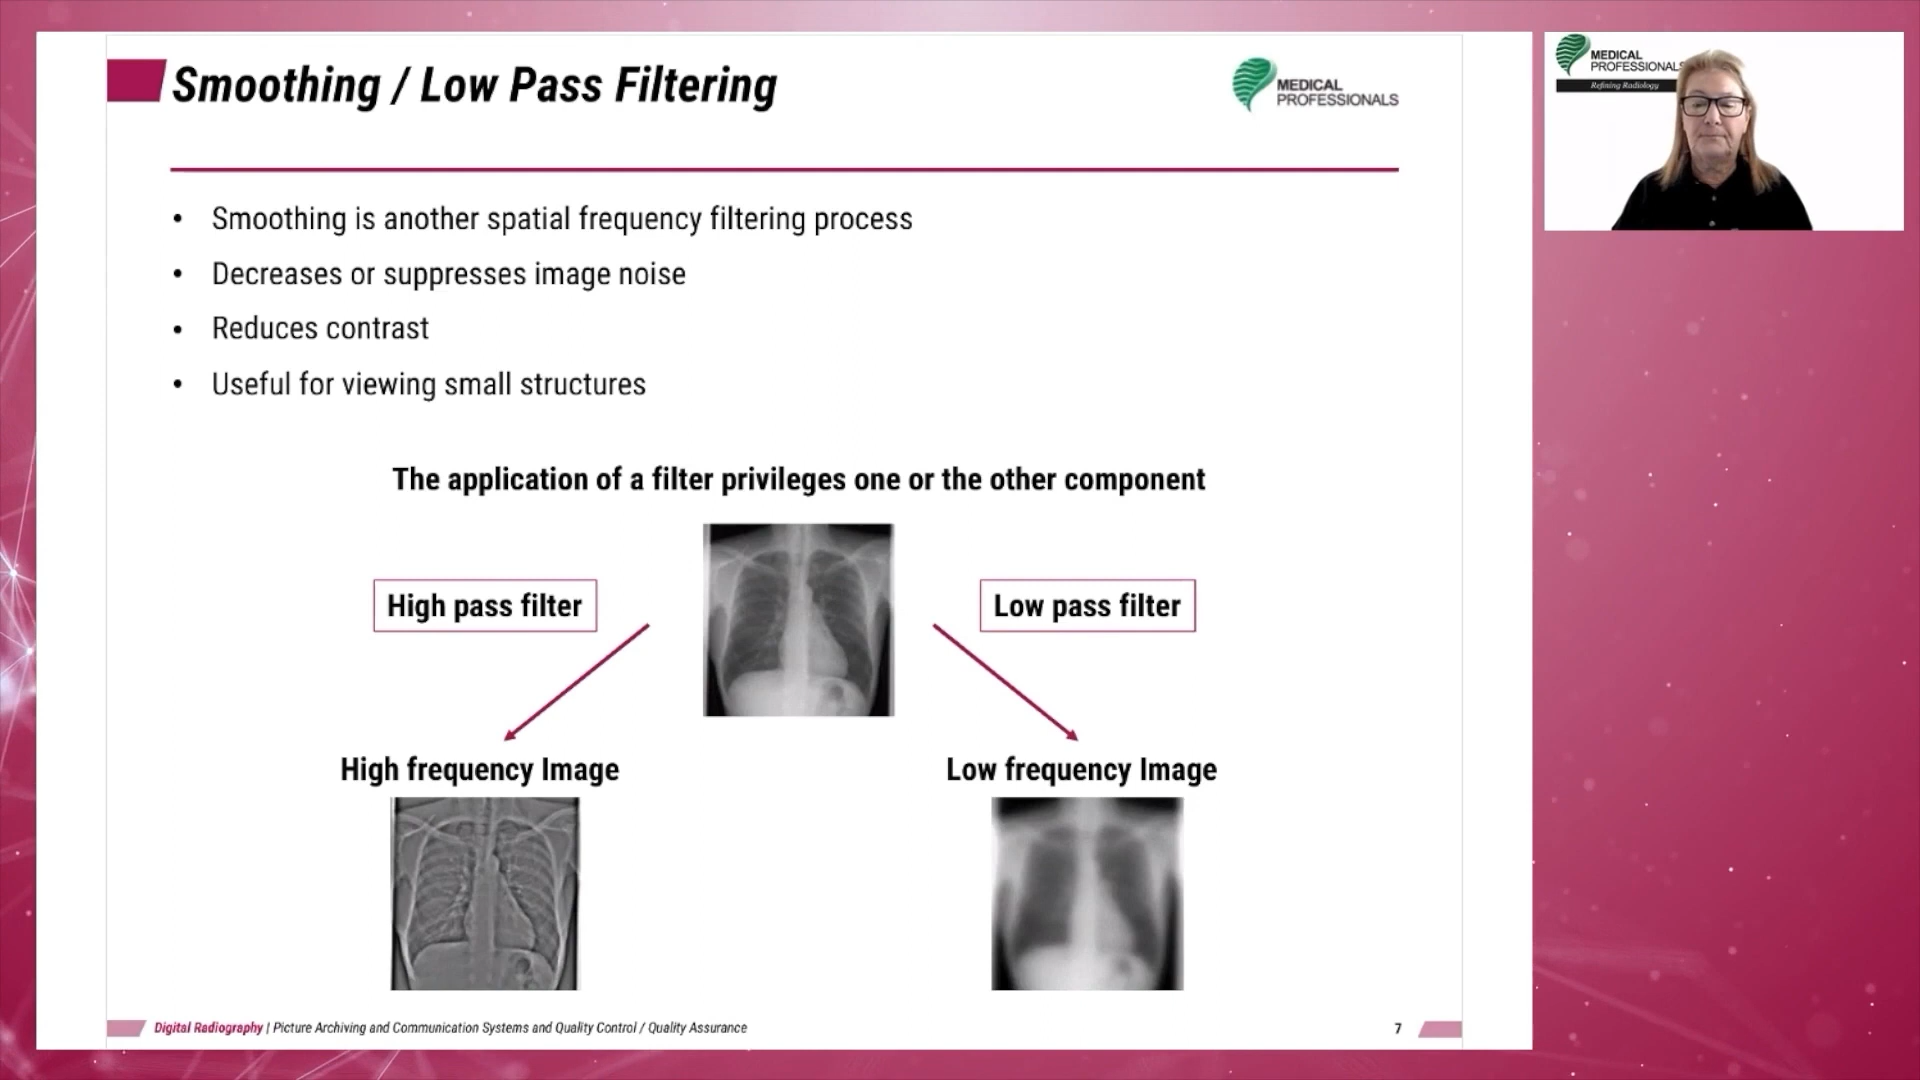 Smoothing / Low Pass Filtering
MEDICAL
PROFESSIONALS
• Smoothing is another spatial frequency filtering process
• Decreases or suppresses image noise
• Reduces contrast
• Useful for viewing small structures
The application of a filter privileges one or the other component
High pass filter
Low pass filter
High frequency Image
Low frequency Image
Digital Radiography | Picture Archiving and Communication Systems and Quality Control / Quality Assurance
7
MEDICAL
PROFESSIONALS
Refining Radiology